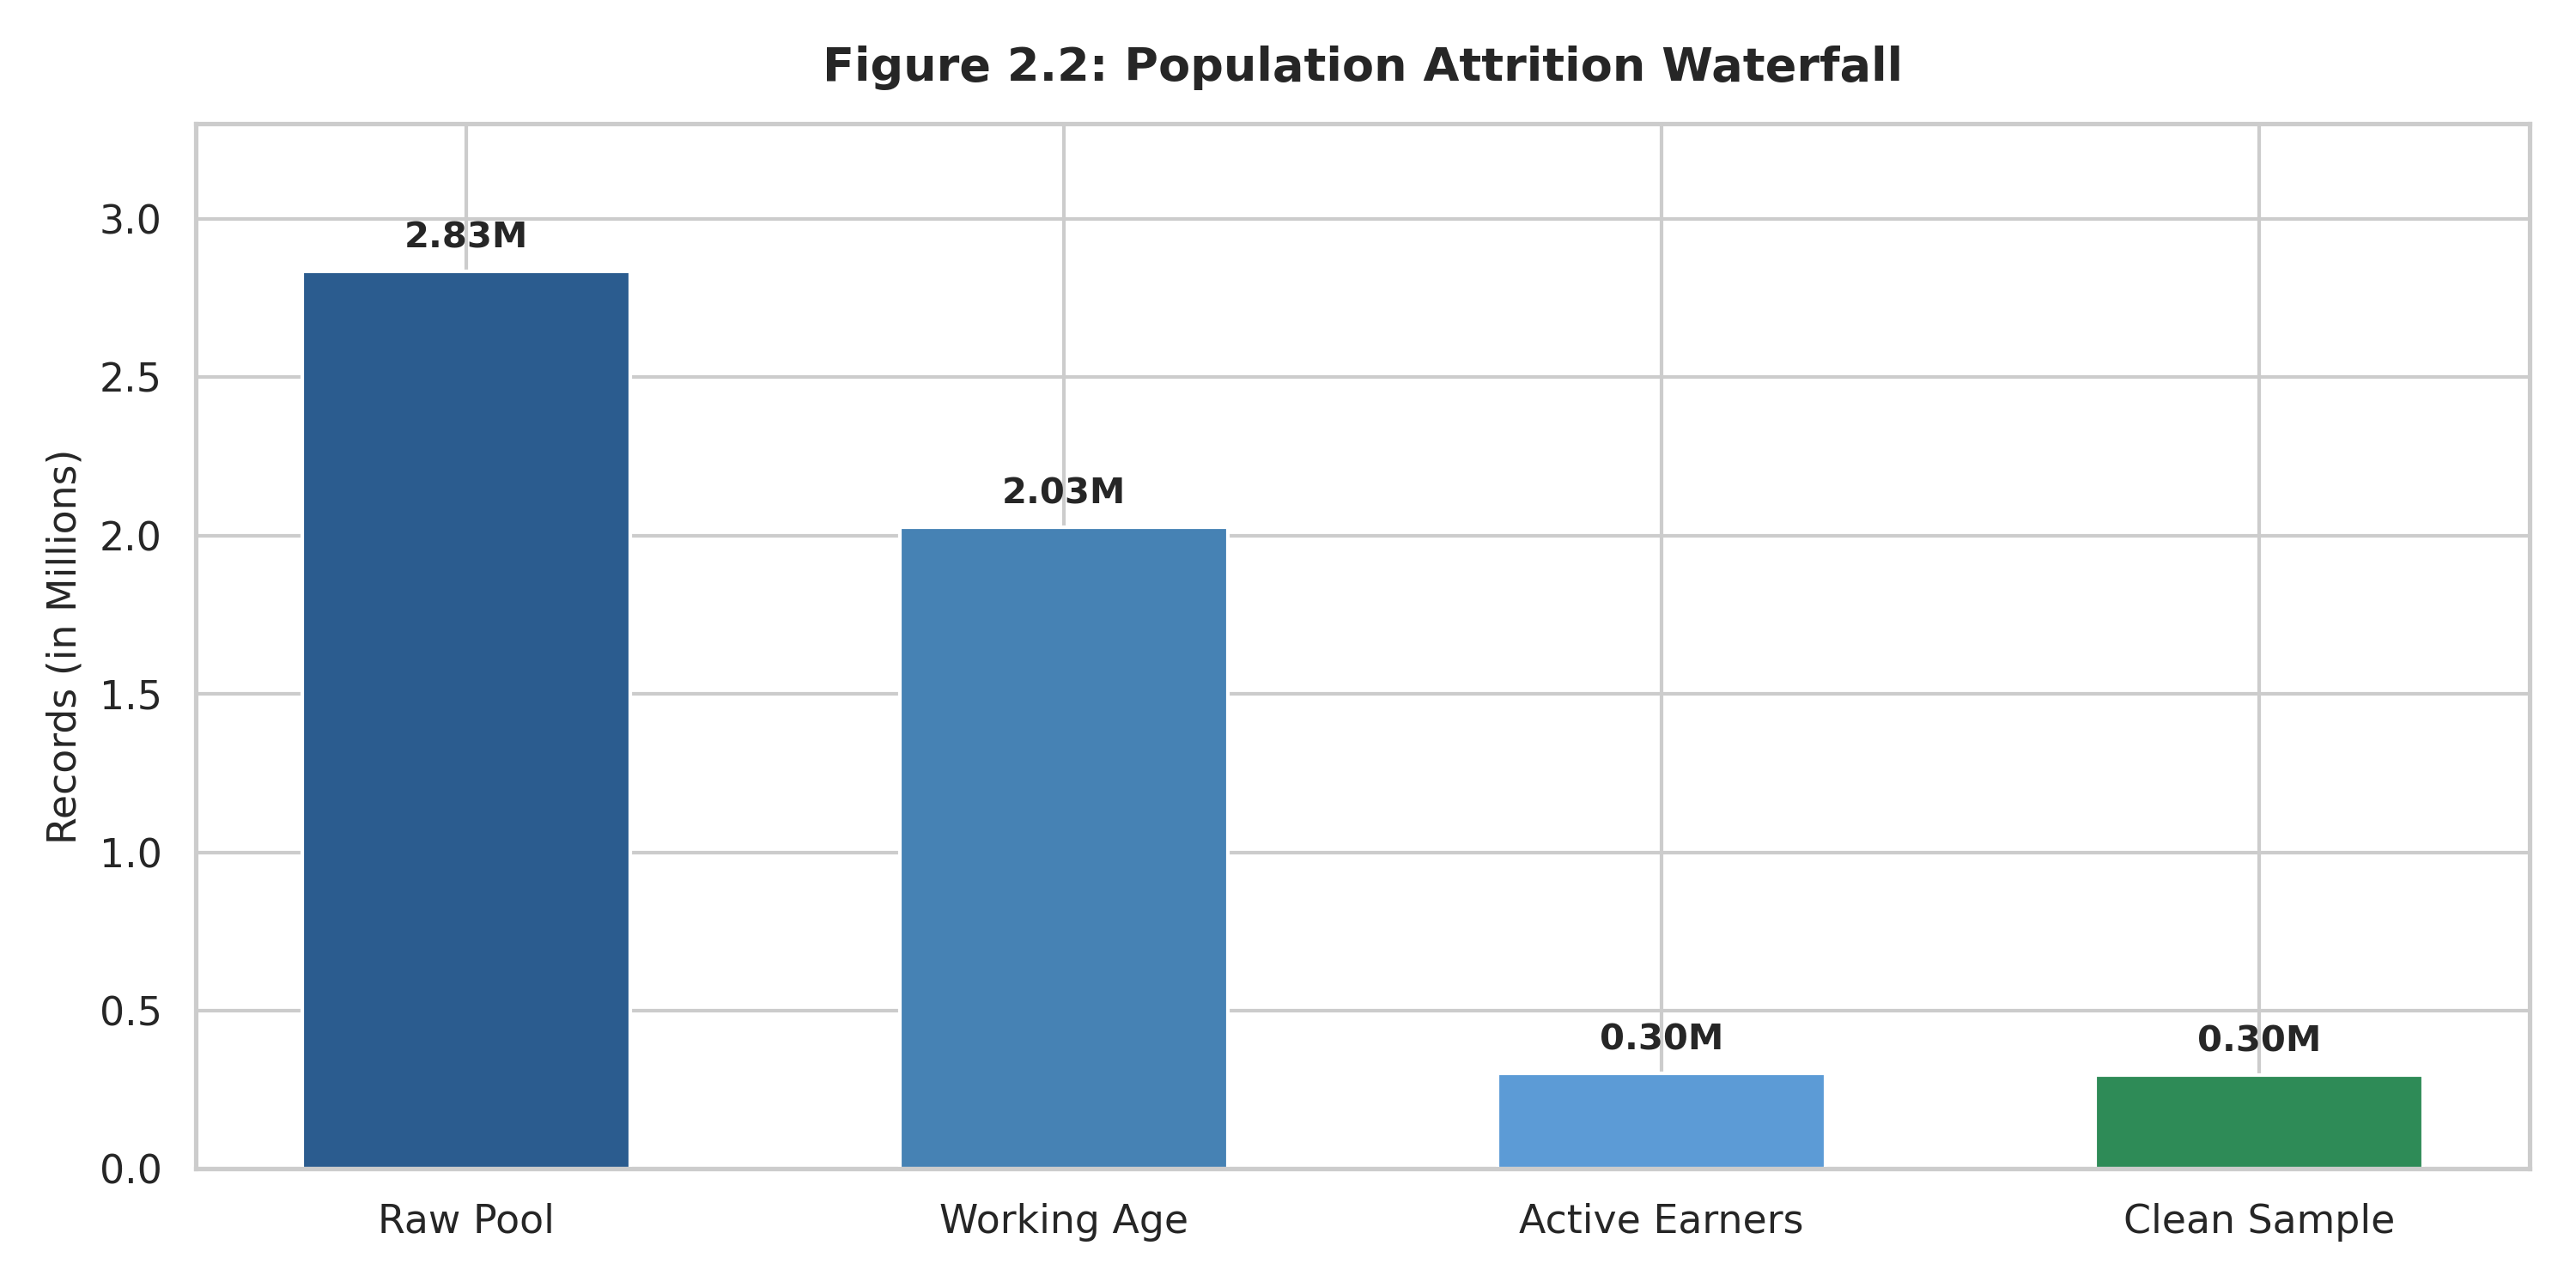 Figure 2.2: Population Attrition Waterfall
Records (in Millions)
3.0
2.5
2.0
1.5
1.0
0.5
0.0
2.83M
2.03M
0.30M
0.30M
Raw Pool
Working Age
Active Earners
Clean Sample